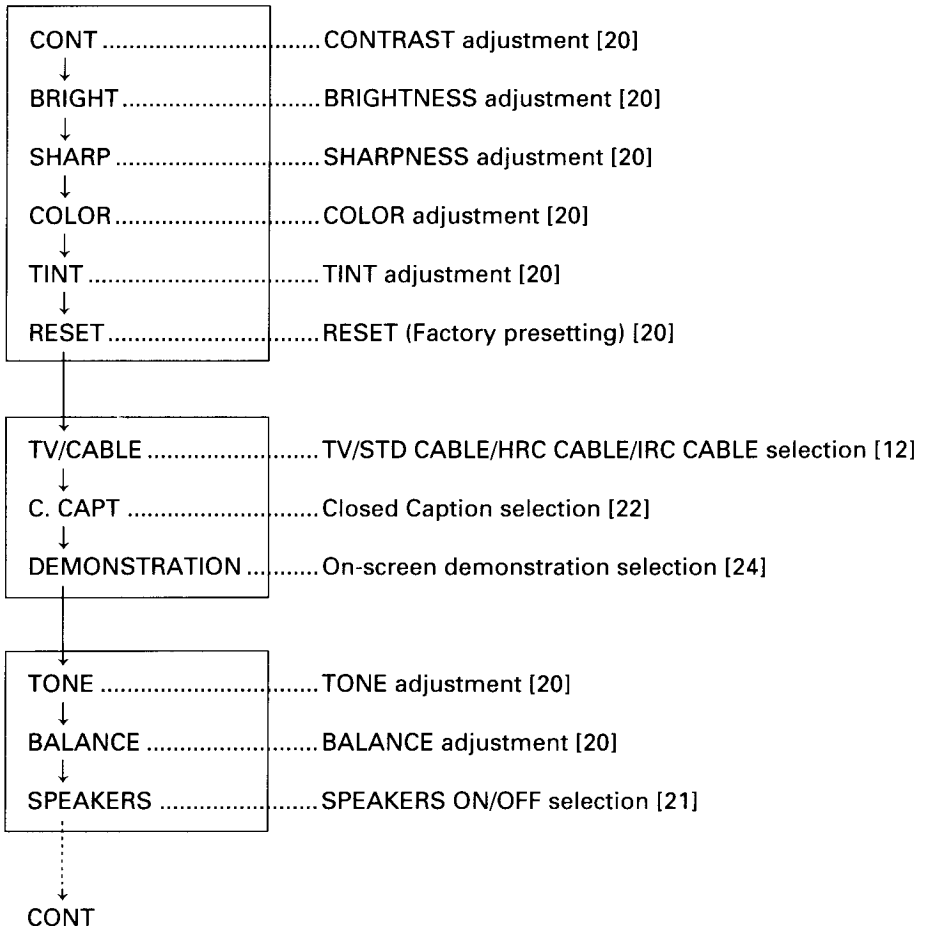 CONT ............................... CONTRAST adjustment [20]
BRIGHT ............................ BRIGHTNESS adjustment [20]
SHARP ............................. SHARPNESS adjustment [20]
COLOR ............................. COLOR adjustment [20]
TINT ................................. TINT adjustment [20]
RESET .............................. RESET (Factory presetting) [20]
TV/CABLE ........................ TV/STD CABLE/HRC CABLE/IRC CABLE selection [12]
C. CAPT ........................... Closed Caption selection [22]
DEMONSTRATION ........... On-screen demonstration selection [24]
TONE ............................... TONE adjustment [20]
BALANCE ........................ BALANCE adjustment [20]
SPEAKERS ...................... SPEAKERS ON/OFF selection [21]
CONT